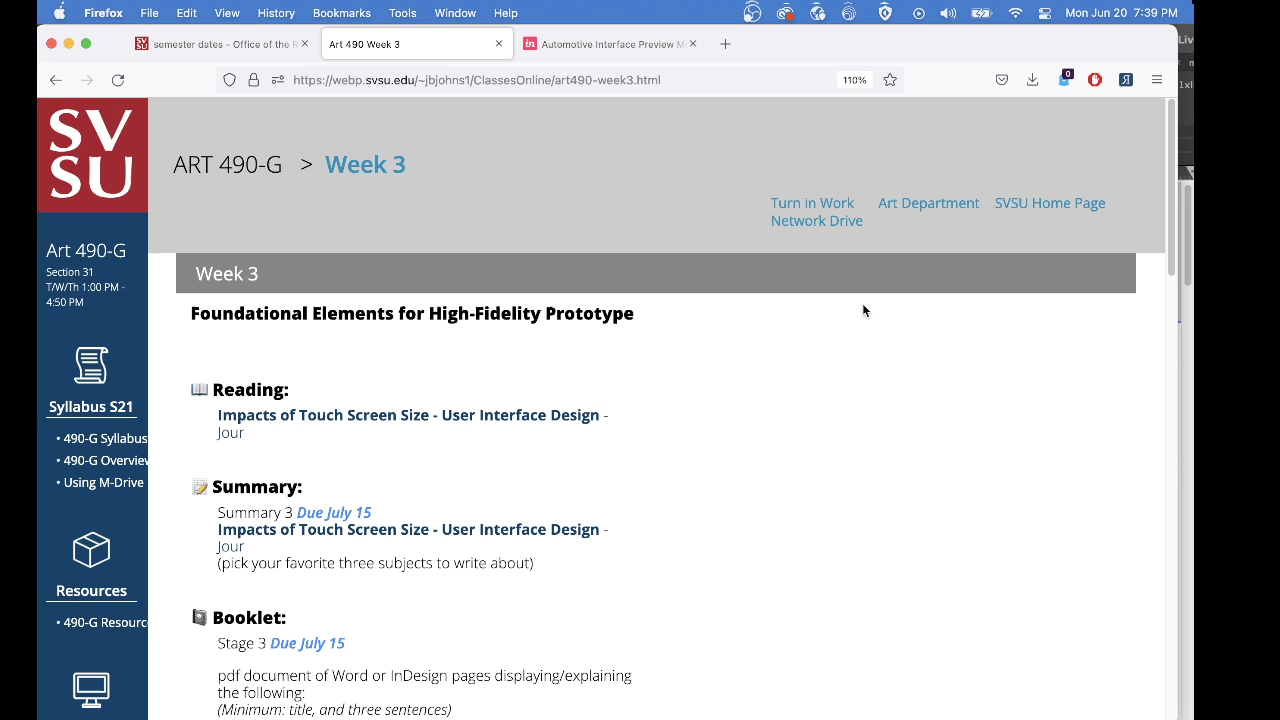 Firefox File Edit View History Bookmarks Tools Window Help Mon Jun 20 7:39 PM
semester dates - Office of the R Art 490 Week 3 Automotive Interface Preview M
https://webp.svsu.edu/~jbjohns1/ClassesOnline/art490-week3.html 110% 0
SV
SU
ART 490-G > Week 3
Turn in Work Art Department SVSU Home Page
Network Drive
Art 490-G
Section 31
T/W/Th 1:00 PM -
4:50 PM
Syllabus S21
• 490-G Syllabus
• 490-G Overview
• Using M-Drive
Resources
• 490-G Resourc
Week 3
Foundational Elements for High-Fidelity Prototype
Reading:
Impacts of Touch Screen Size - User Interface Design -
Jour
Summary:
Summary 3 Due July 15
Impacts of Touch Screen Size - User Interface Design -
Jour
(pick your favorite three subjects to write about)
Booklet:
Stage 3 Due July 15
pdf document of Word or InDesign pages displaying/explaining
the following:
(Minimum: title, and three sentences)